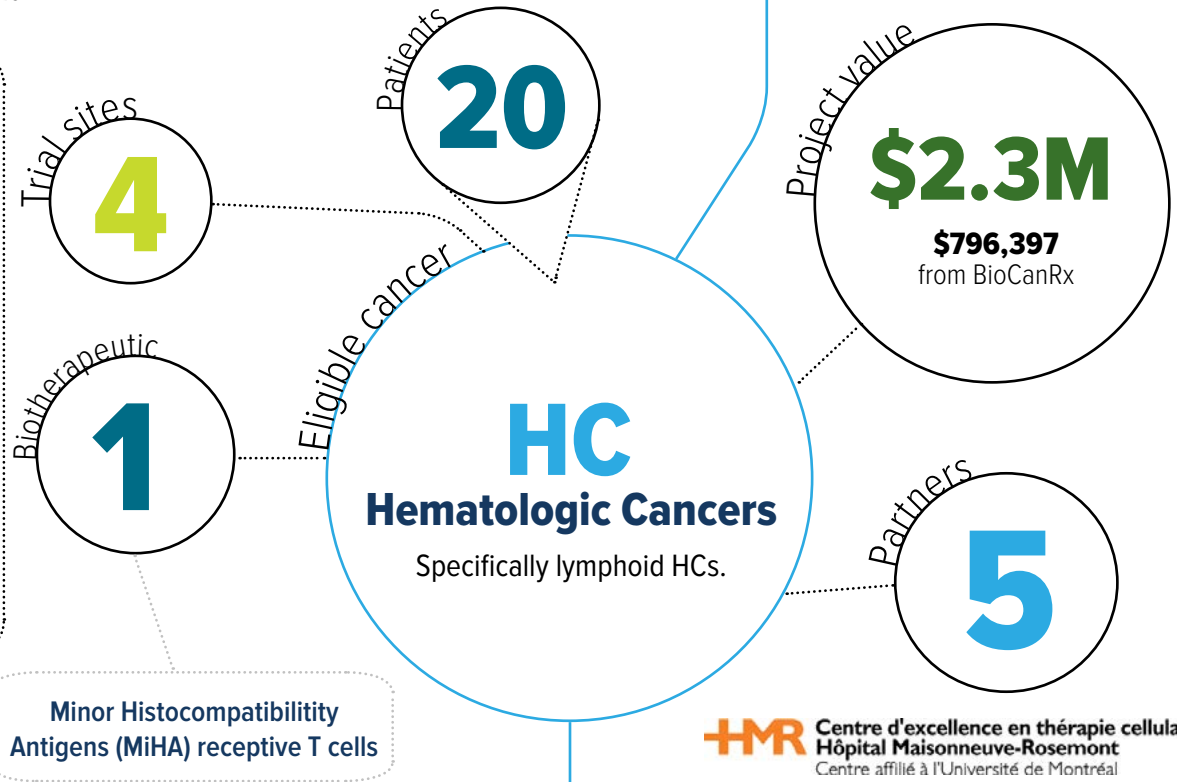 Patients
20
Trial sites
4
Project value
$2.3M
$796,397
from BioCanRx
Eligible cancer
HC
Hematologic Cancers
Specifically lymphoid HCs.
Biotherapeutic
1
Partners
5
Minor Histocompatibilitity
Antigens (MiHA) receptive T cells
HMR
Centre d'excellence en thérapie cellula
Hôpital Maisonneuve-Rosemont
Centre affilié à l'Université de Montréal